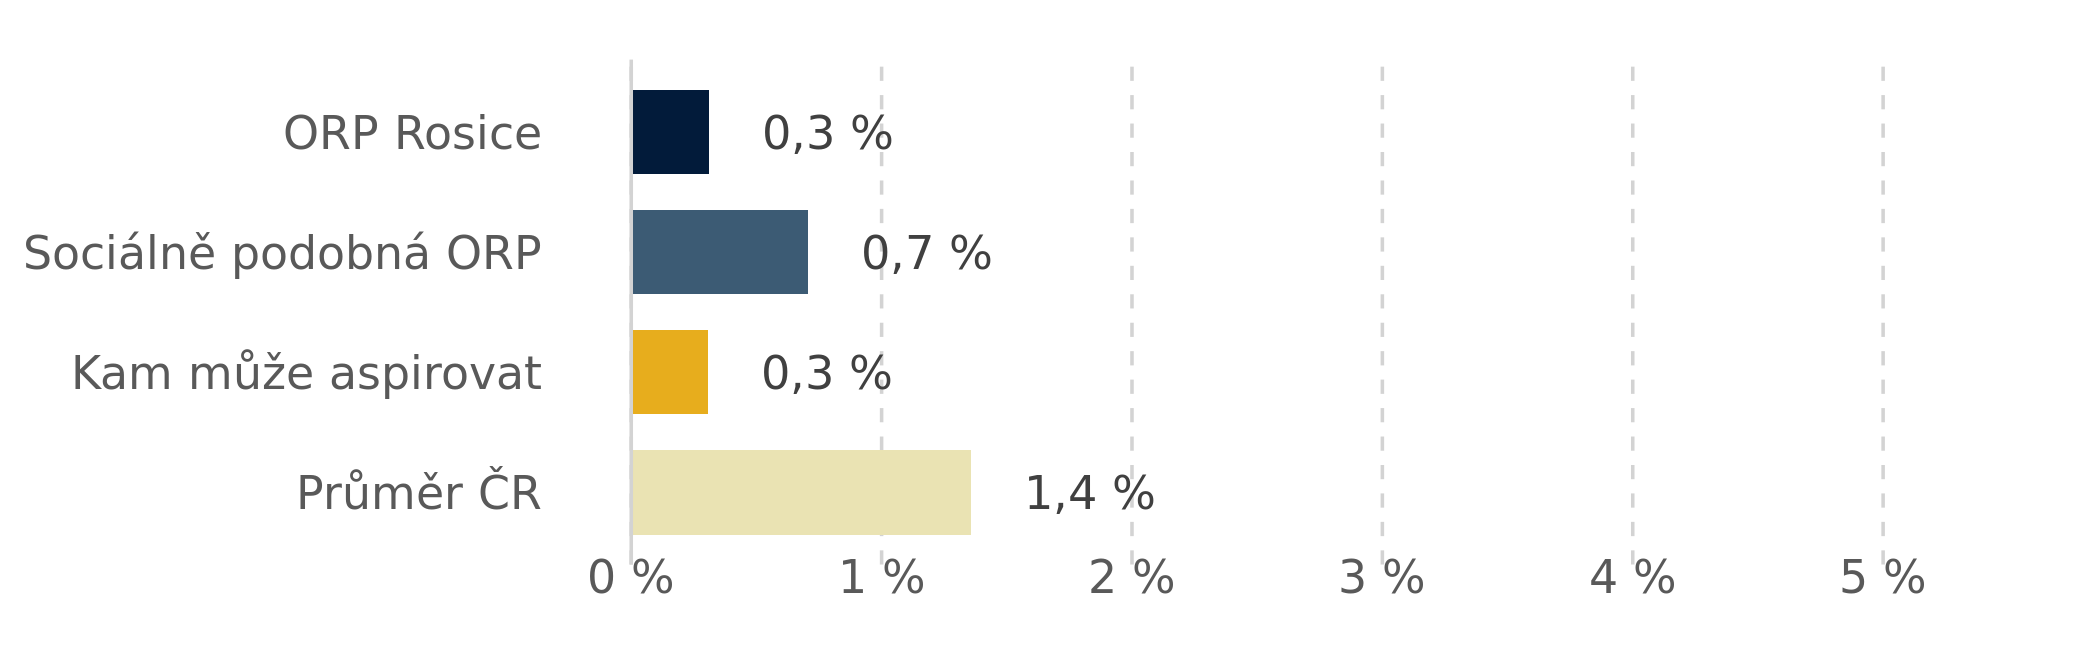 ORP Rosice
0,3 %
Sociálně podobná ORP
0,7 %
Kam může aspirovat
0,3 %
Průměr ČR
1,4 %
0 %
1 %
2 %
3 %
4 %
5 %